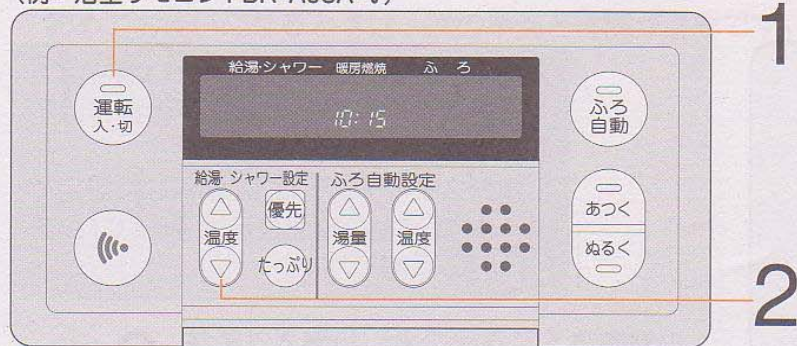 給湯・シャワー 暖房燃焼 ふろ
10:15
運転
入・切
ふろ
自動
給湯・シャワー設定 ふろ自動設定
優先
温度 湯量 温度
たっぷり
あつく
ぬるく
1
2